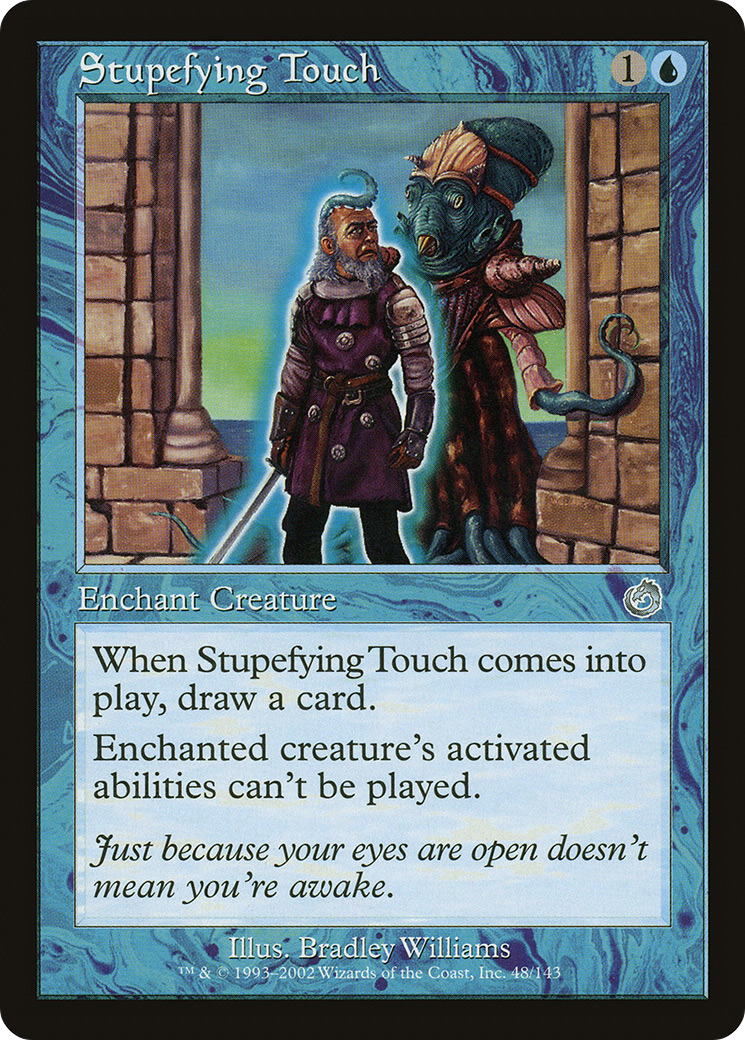 Stupefying Touch 1
Enchant Creature
When Stupefying Touch comes into
play, draw a card.
Enchanted creature's activated
abilities can't be played.
Just because your eyes are open doesn't
mean you're awake.
Illus. Bradley Williams
™ & © 1993–2002 Wizards of the Coast, Inc. 48/143